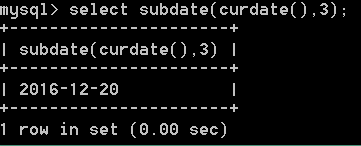 mysql> select subdate(curdate(),3);
+----------------------+
| subdate(curdate(),3) |
+----------------------+
| 2016-12-20           |
+----------------------+
1 row in set (0.00 sec)